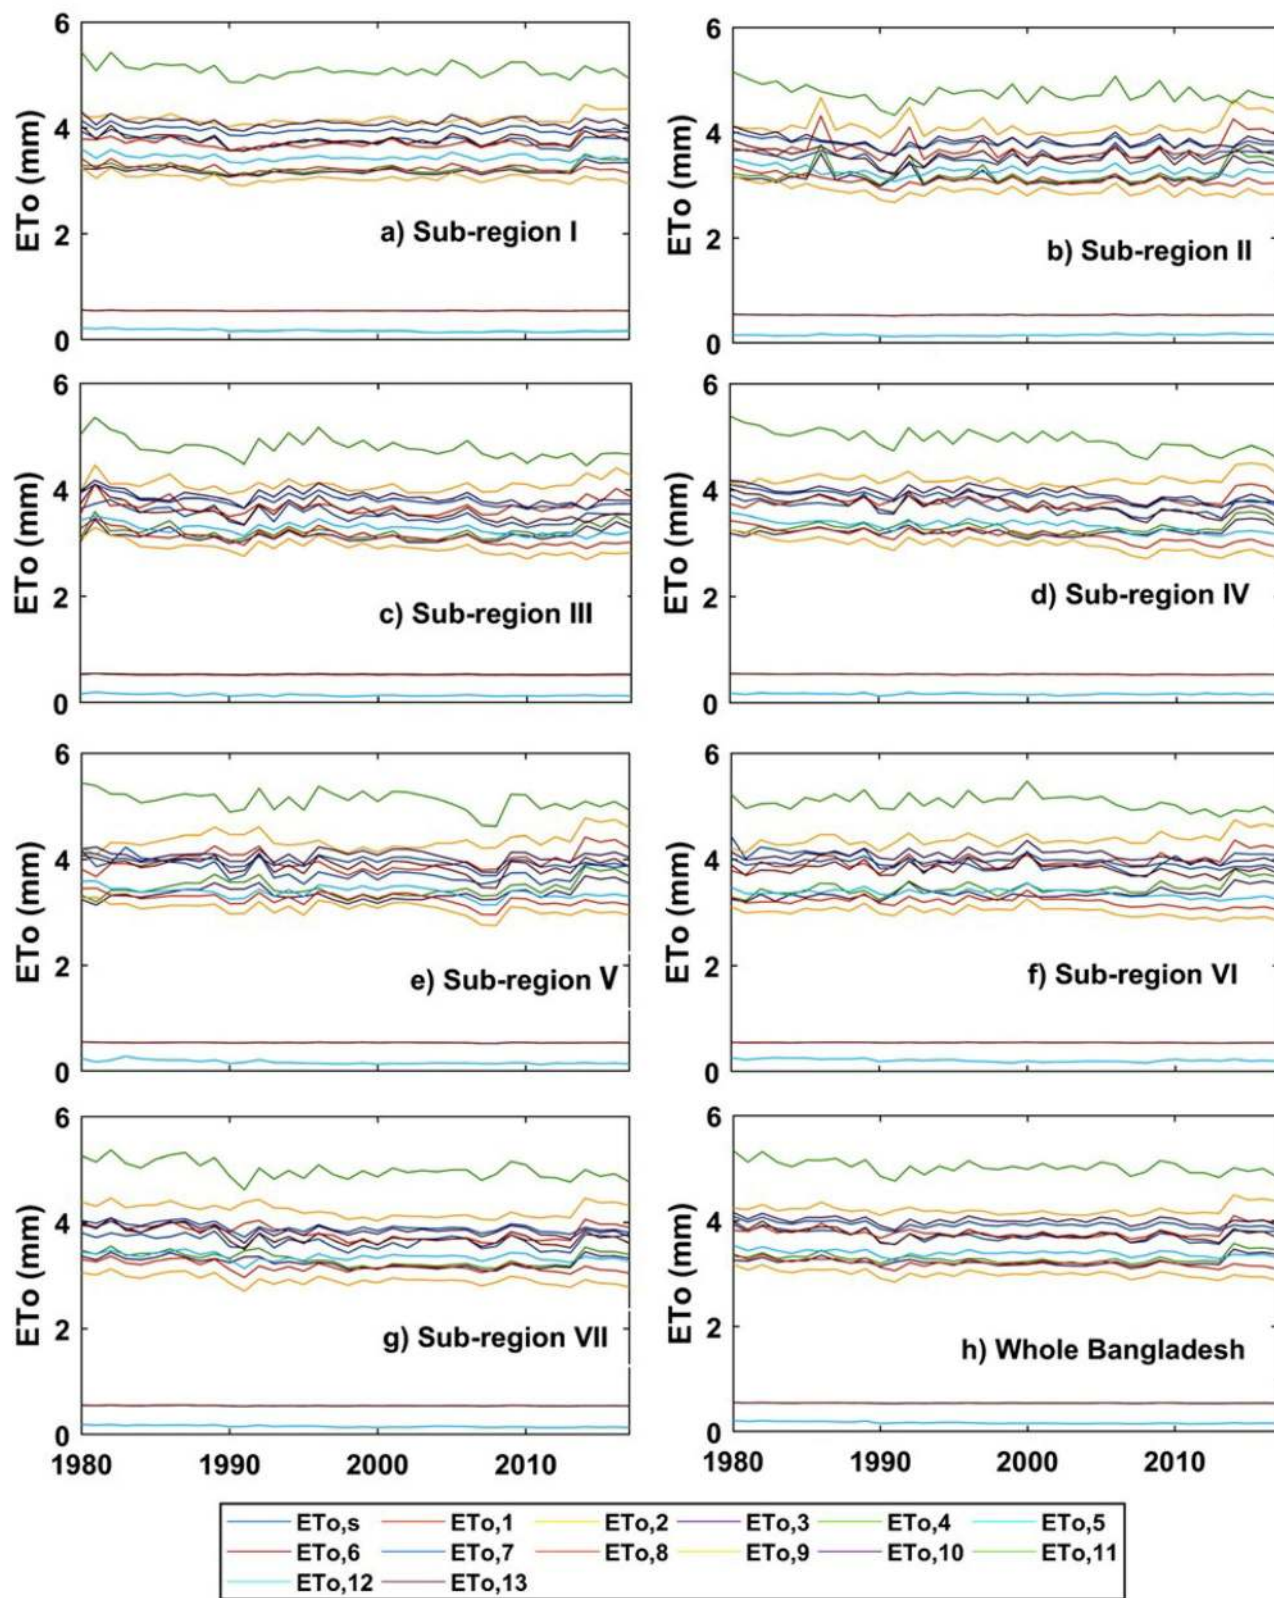 6
4
2
0
ETo (mm)
a) Sub-region I
6
4
2
0
ETo (mm)
b) Sub-region II
6
4
2
0
ETo (mm)
c) Sub-region III
6
4
2
0
ETo (mm)
d) Sub-region IV
6
4
2
0
ETo (mm)
e) Sub-region V
6
4
2
0
ETo (mm)
f) Sub-region VI
6
4
2
0
ETo (mm)
g) Sub-region VII
1980 1990 2000 2010
6
4
2
0
ETo (mm)
h) Whole Bangladesh
1980 1990 2000 2010
ETo,s ETo,1 ETo,2 ETo,3 ETo,4 ETo,5
ETo,6 ETo,7 ETo,8 ETo,9 ETo,10 ETo,11
ETo,12 ETo,13